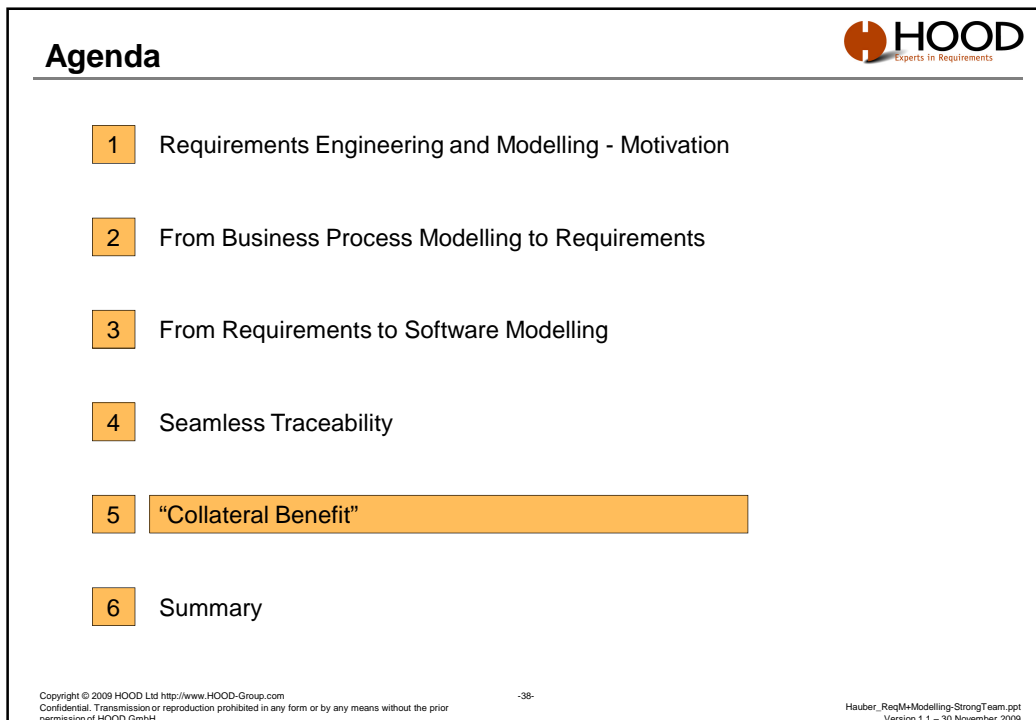 Agenda
HOOD
Experts in Requirements
1 Requirements Engineering and Modelling - Motivation
2 From Business Process Modelling to Requirements
3 From Requirements to Software Modelling
4 Seamless Traceability
5 “Collateral Benefit”
6 Summary
Copyright © 2009 HOOD Ltd http://www.HOOD-Group.com
Confidential. Transmission or reproduction prohibited in any form or by any means without the prior
permission of HOOD GmbH
-38-
Hauber_ReqM+Modelling-StrongTeam.ppt
Version 1.1 – 30 November 2009